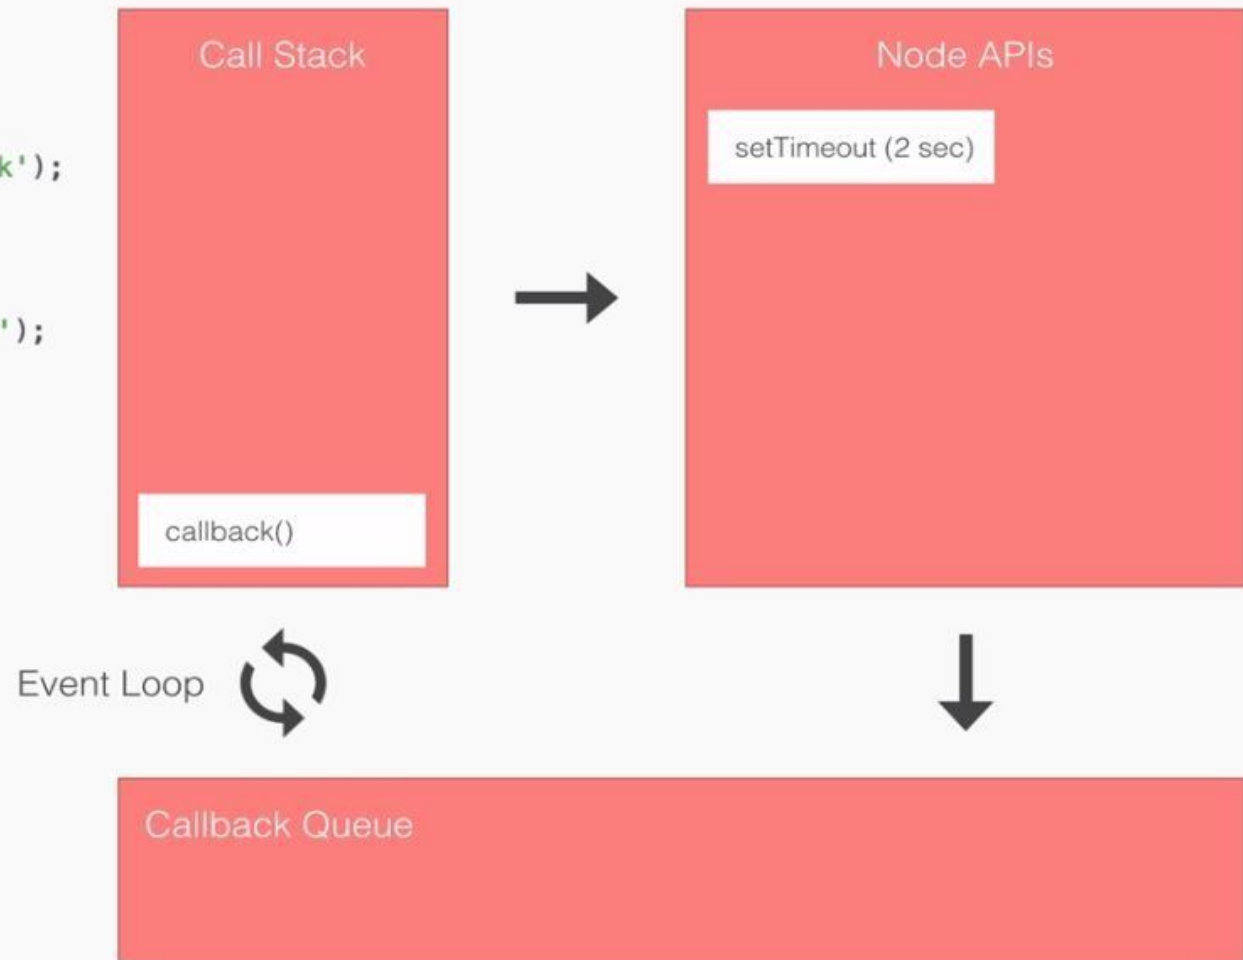 Call Stack
Node APIs
k');
setTimeout (2 sec)
');
callback()
Event Loop
Callback Queue